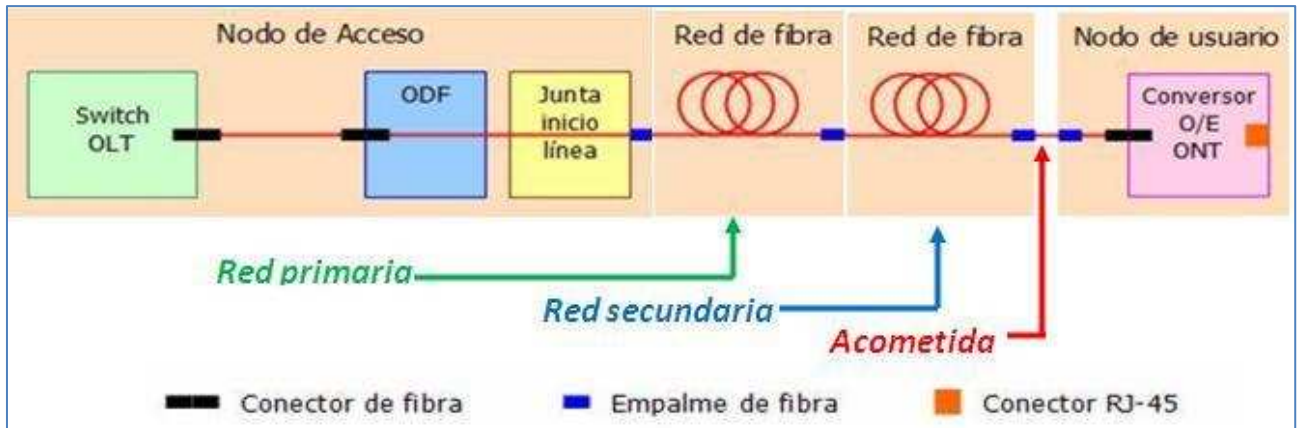 Nodo de Acceso
Red de fibra
Red de fibra
Nodo de usuario
Switch
OLT
ODF
Junta
inicio
línea
Conversor
O/E
ONT
Red primaria
Red secundaria
Acometida
Conector de fibra
Empalme de fibra
Conector RJ-45